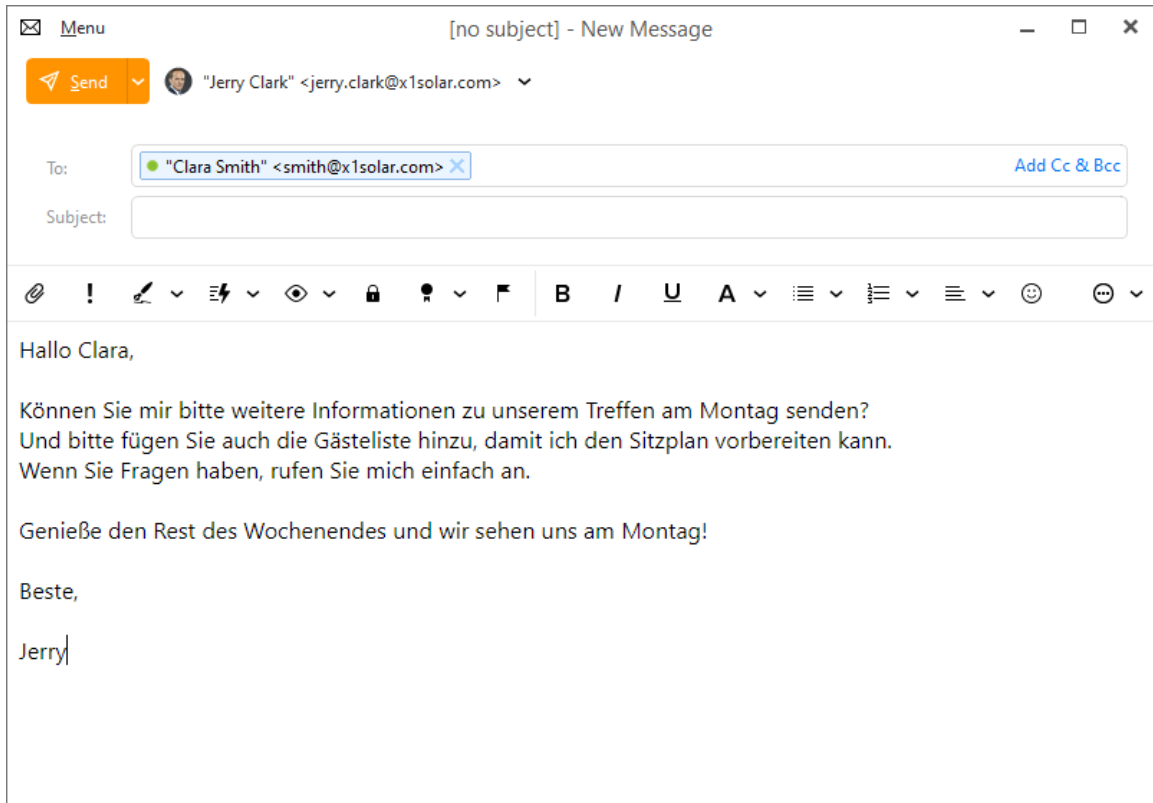 Menu
[no subject] - New Message
Send
"Jerry Clark" <jerry.clark@x1solar.com>
To:
"Clara Smith" <smith@x1solar.com>
Add Cc & Bcc
Subject:
B I U A
Hallo Clara,
Können Sie mir bitte weitere Informationen zu unserem Treffen am Montag senden?
Und bitte fügen Sie auch die Gästeliste hinzu, damit ich den Sitzplan vorbereiten kann.
Wenn Sie Fragen haben, rufen Sie mich einfach an.
Genieße den Rest des Wochenendes und wir sehen uns am Montag!
Beste,
Jerry